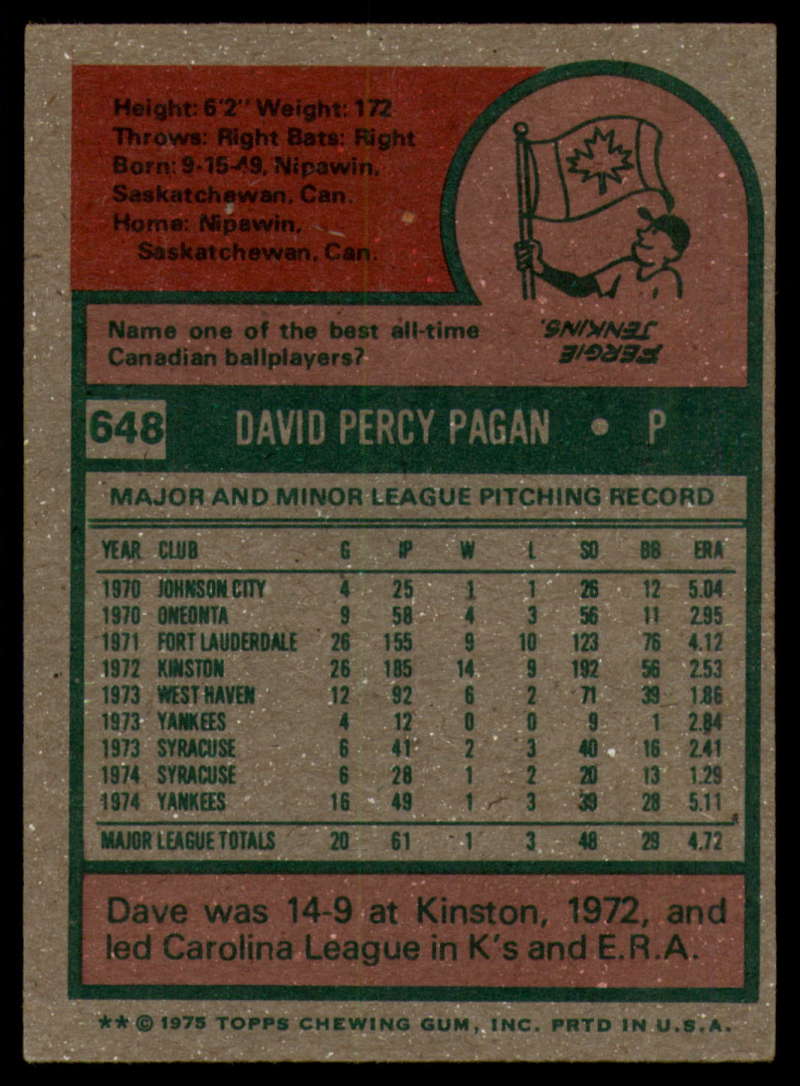 Height: 6'2" Weight: 172
Throws: Right Bats: Right
Born: 9-15-49, Nipawin,
Saskatchewan, Can.
Home: Nipawin,
Saskatchewan, Can.
Name one of the best all-time
Canadian ballplayers?
FERGIE
JENKINS.
648 DAVID PERCY PAGAN • P
MAJOR AND MINOR LEAGUE PITCHING RECORD
YEAR CLUB G IP W L SO BB ERA
1970 JOHNSON CITY 4 25 1 1 26 12 5.04
1970 ONEONTA 9 58 4 3 56 11 2.95
1971 FORT LAUDERDALE 26 155 9 10 123 76 4.12
1972 KINSTON 26 185 14 9 192 56 2.53
1973 WEST HAVEN 12 92 6 2 71 39 1.86
1973 YANKEES 4 12 0 0 9 1 2.84
1973 SYRACUSE 6 41 2 3 40 16 2.41
1974 SYRACUSE 6 28 1 2 20 13 1.29
1974 YANKEES 16 49 1 3 39 28 5.11
MAJOR LEAGUE TOTALS 20 61 1 3 48 29 4.72
Dave was 14-9 at Kinston, 1972, and
led Carolina League in K's and E.R.A.
** © 1975 TOPPS CHEWING GUM, INC. PRTD IN U.S.A.